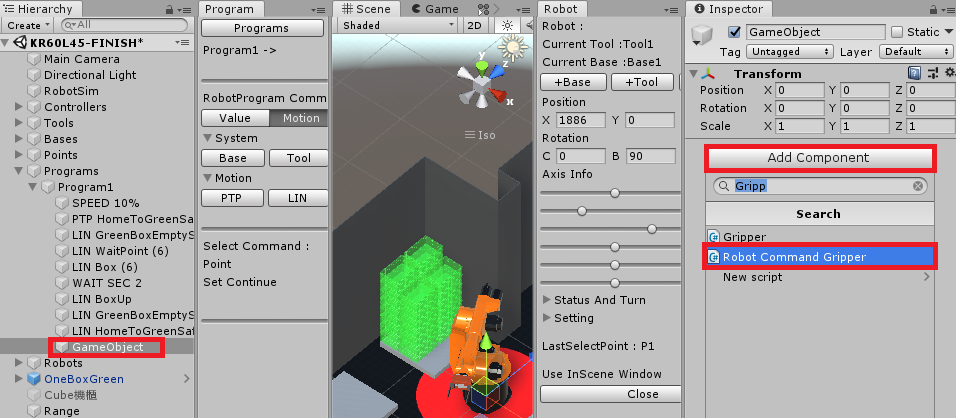 Hierarchy
Create
All
KR60L45-FINISH*
Main Camera
Directional Light
RobotSim
Controllers
Tools
Bases
Points
Programs
Program1
SPEED 10%
PTP HomeToGreenSa
LIN GreenBoxEmptyS
LIN WaitPoint (6)
LIN Box (6)
WAIT SEC 2
LIN BoxUp
LIN GreenBoxEmptyS
LIN HomeToGreenSaf
GameObject
Robots
OneBoxGreen
Cube機櫃
Range
Program
Programs
Program1 ->
RobotProgram Comm
Value Motion
System
Base Tool
Motion
PTP LIN
Select Command :
Point
Set Continue
Scene Game
Shaded 2D
y
z
x
Iso
Robot
Robot :
Current Tool :Tool1
Current Base :Base1
+Base +Tool
Position
X 1886 Y 0
Rotation
C 0 B 90
Axis Info
Status And Turn
Setting
LastSelectPoint : P1
Use InScene Window
Close
Inspector
GameObject Static
Tag Untagged Layer Default
Transform
Position X 0 Y 0 Z 0
Rotation X 0 Y 0 Z 0
Scale X 1 Y 1 Z 1
Add Component
Gripp
Search
C# Gripper
C# Robot Command Gripper
New script